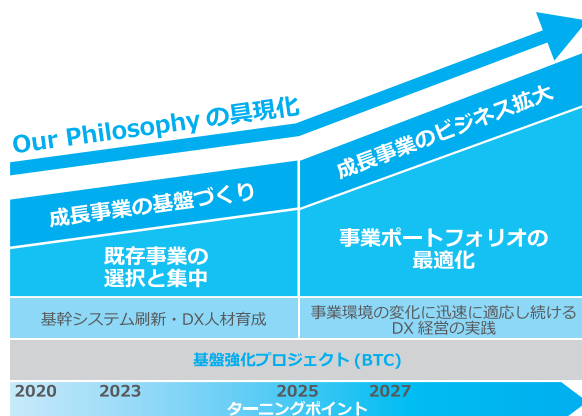 Our Philosophy の具現化
成長事業の基盤づくり
成長事業のビジネス拡大
既存事業の
選択と集中
事業ポートフォリオの
最適化
基幹システム刷新・DX人材育成
事業環境の変化に迅速に適応し続ける
DX 経営の実践
基盤強化プロジェクト(BTC)
2020 2023 2025 2027
ターニングポイント